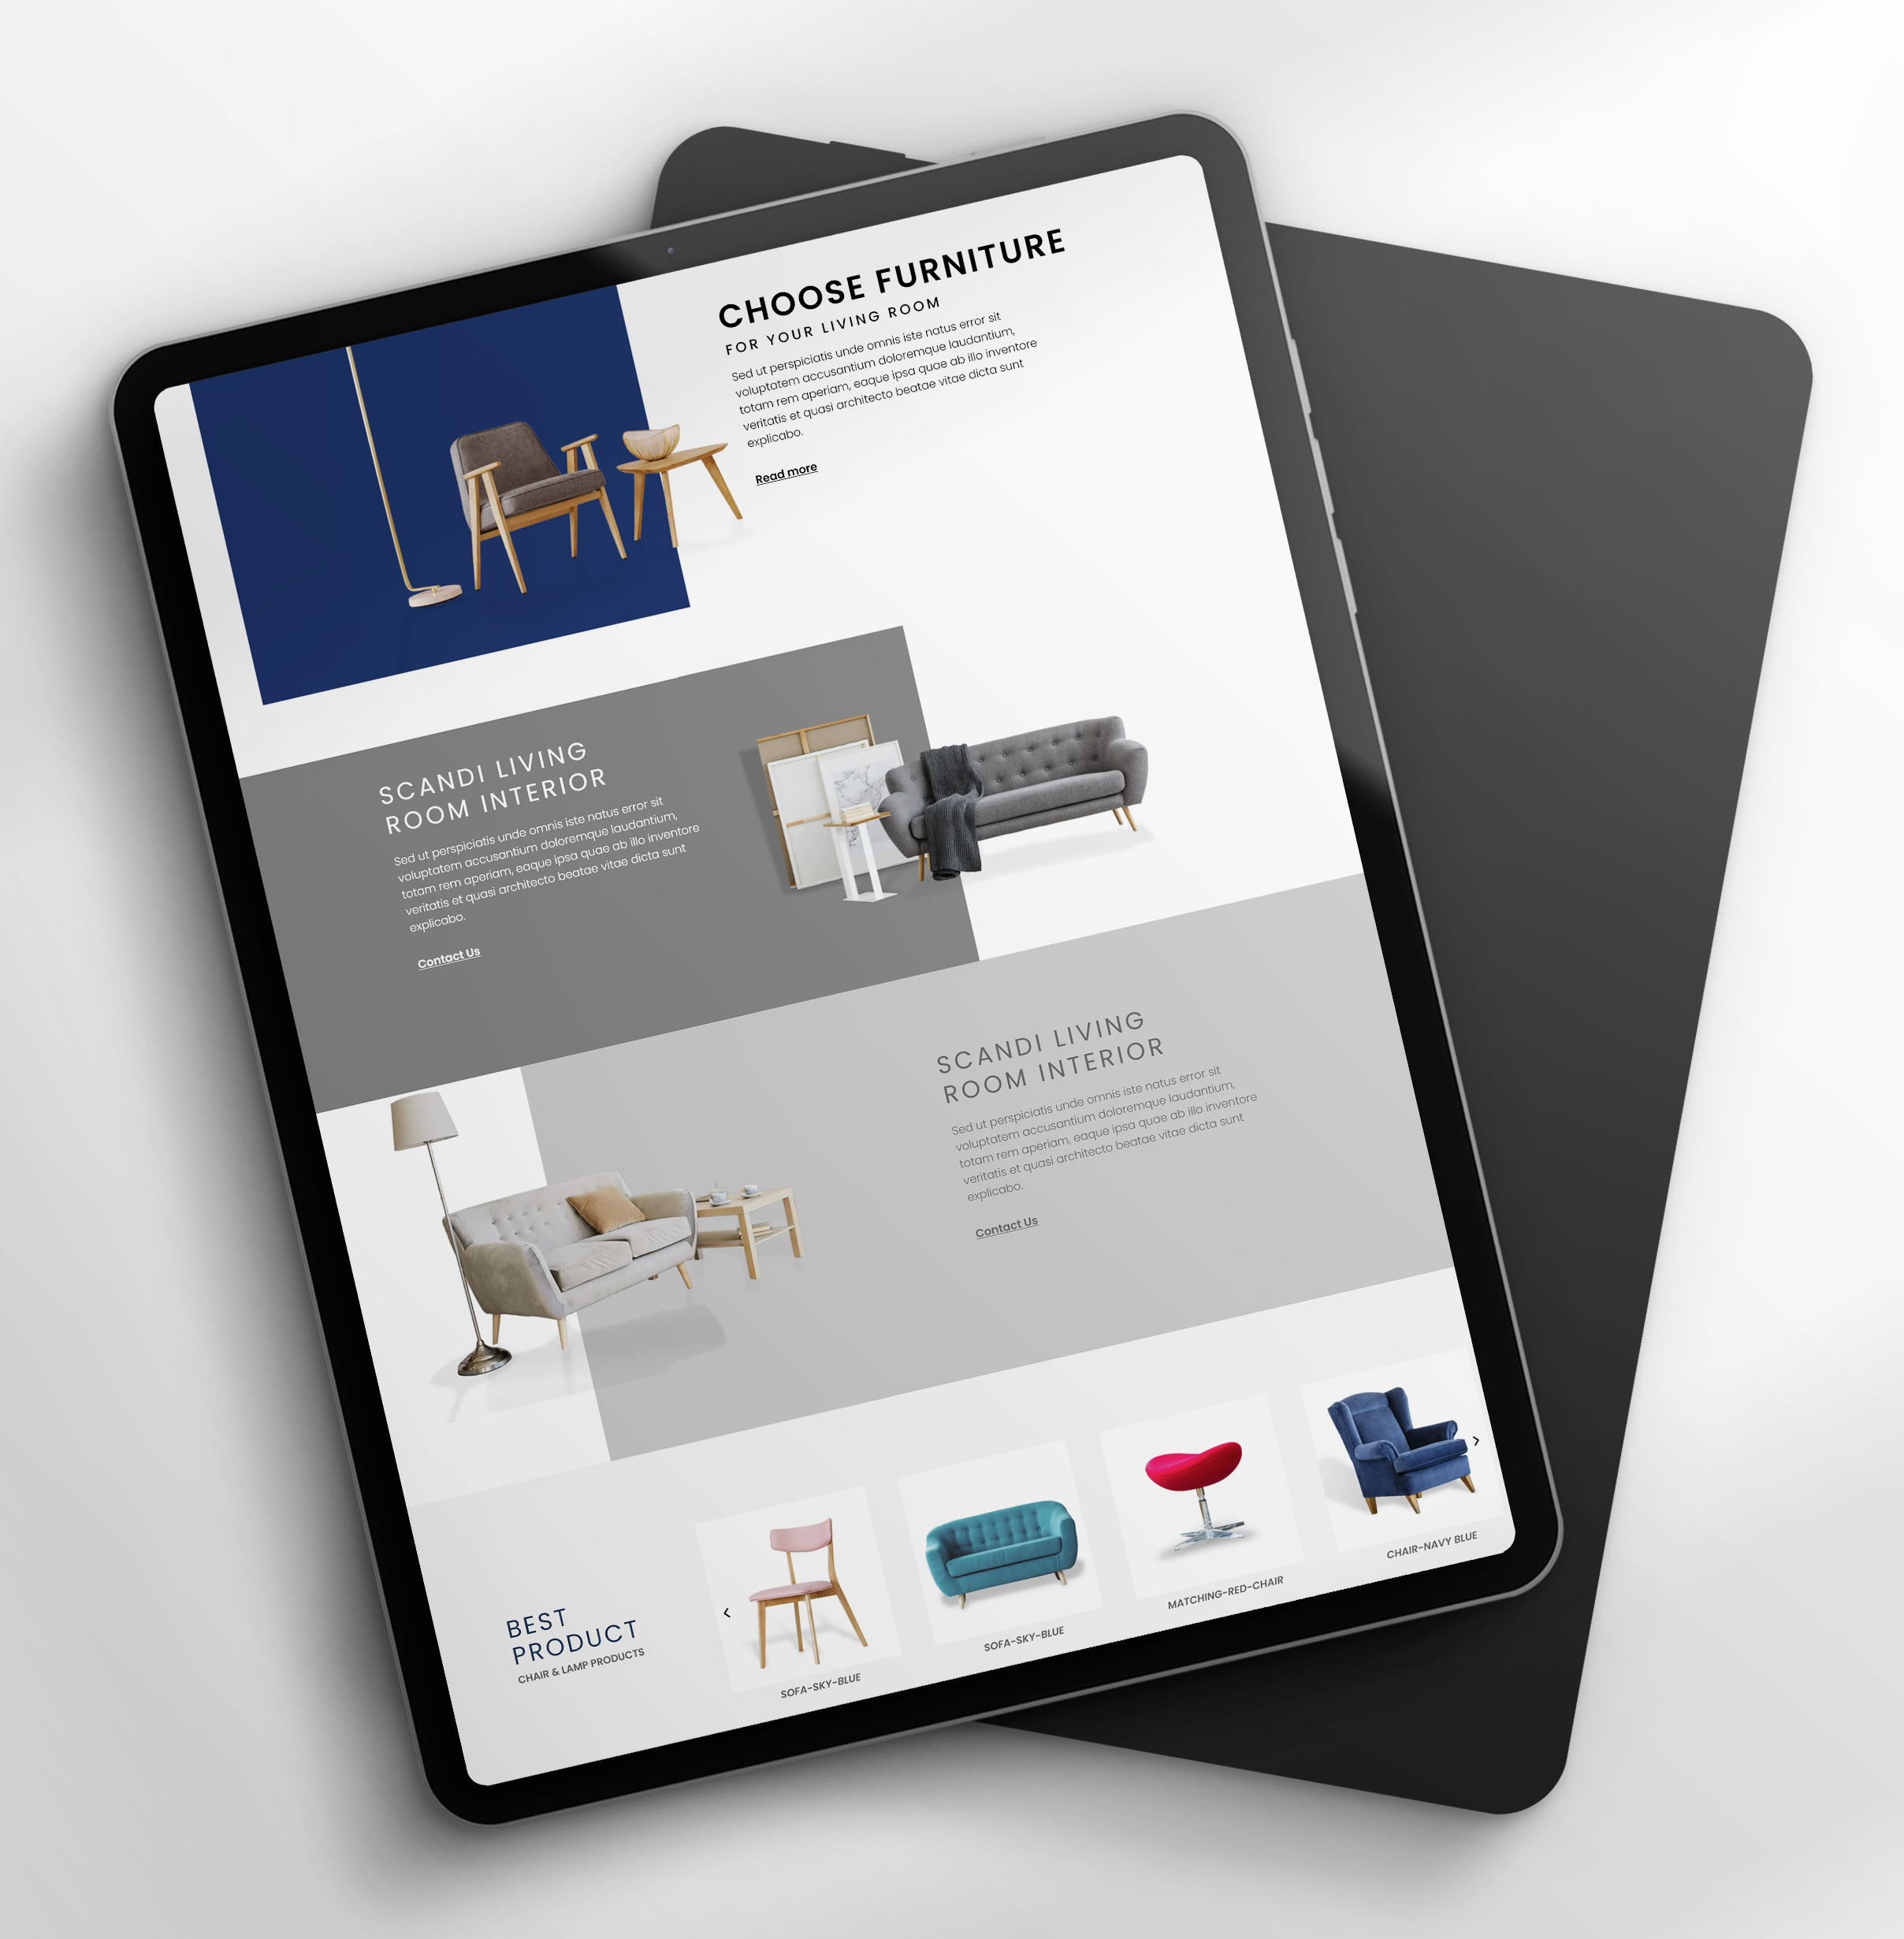 CHOOSE FURNITURE
FOR YOUR LIVING ROOM
Sed ut perspiciatis unde omnis iste natus error sit
voluptatem accusantium doloremque laudantium,
totam rem aperiam, eaque ipsa quae ab illo inventore
veritatis et quasi architecto beatae vitae dicta sunt
explicabo.
Read more
SCANDI LIVING
ROOM INTERIOR
Sed ut perspiciatis unde omnis iste natus error sit
voluptatem accusantium doloremque laudantium,
totam rem aperiam, eaque ipsa quae ab illo inventore
veritatis et quasi architecto beatae vitae dicta sunt
explicabo.
Contact Us
SCANDI LIVING
ROOM INTERIOR
Sed ut perspiciatis unde omnis iste natus error sit
voluptatem accusantium doloremque laudantium,
totam rem aperiam, eaque ipsa quae ab illo inventore
veritatis et quasi architecto beatae vitae dicta sunt
explicabo.
Contact Us
BEST
PRODUCT
CHAIR & LAMP PRODUCTS
SOFA-SKY-BLUE
SOFA-SKY-BLUE
MATCHING-RED-CHAIR
CHAIR-NAVY BLUE